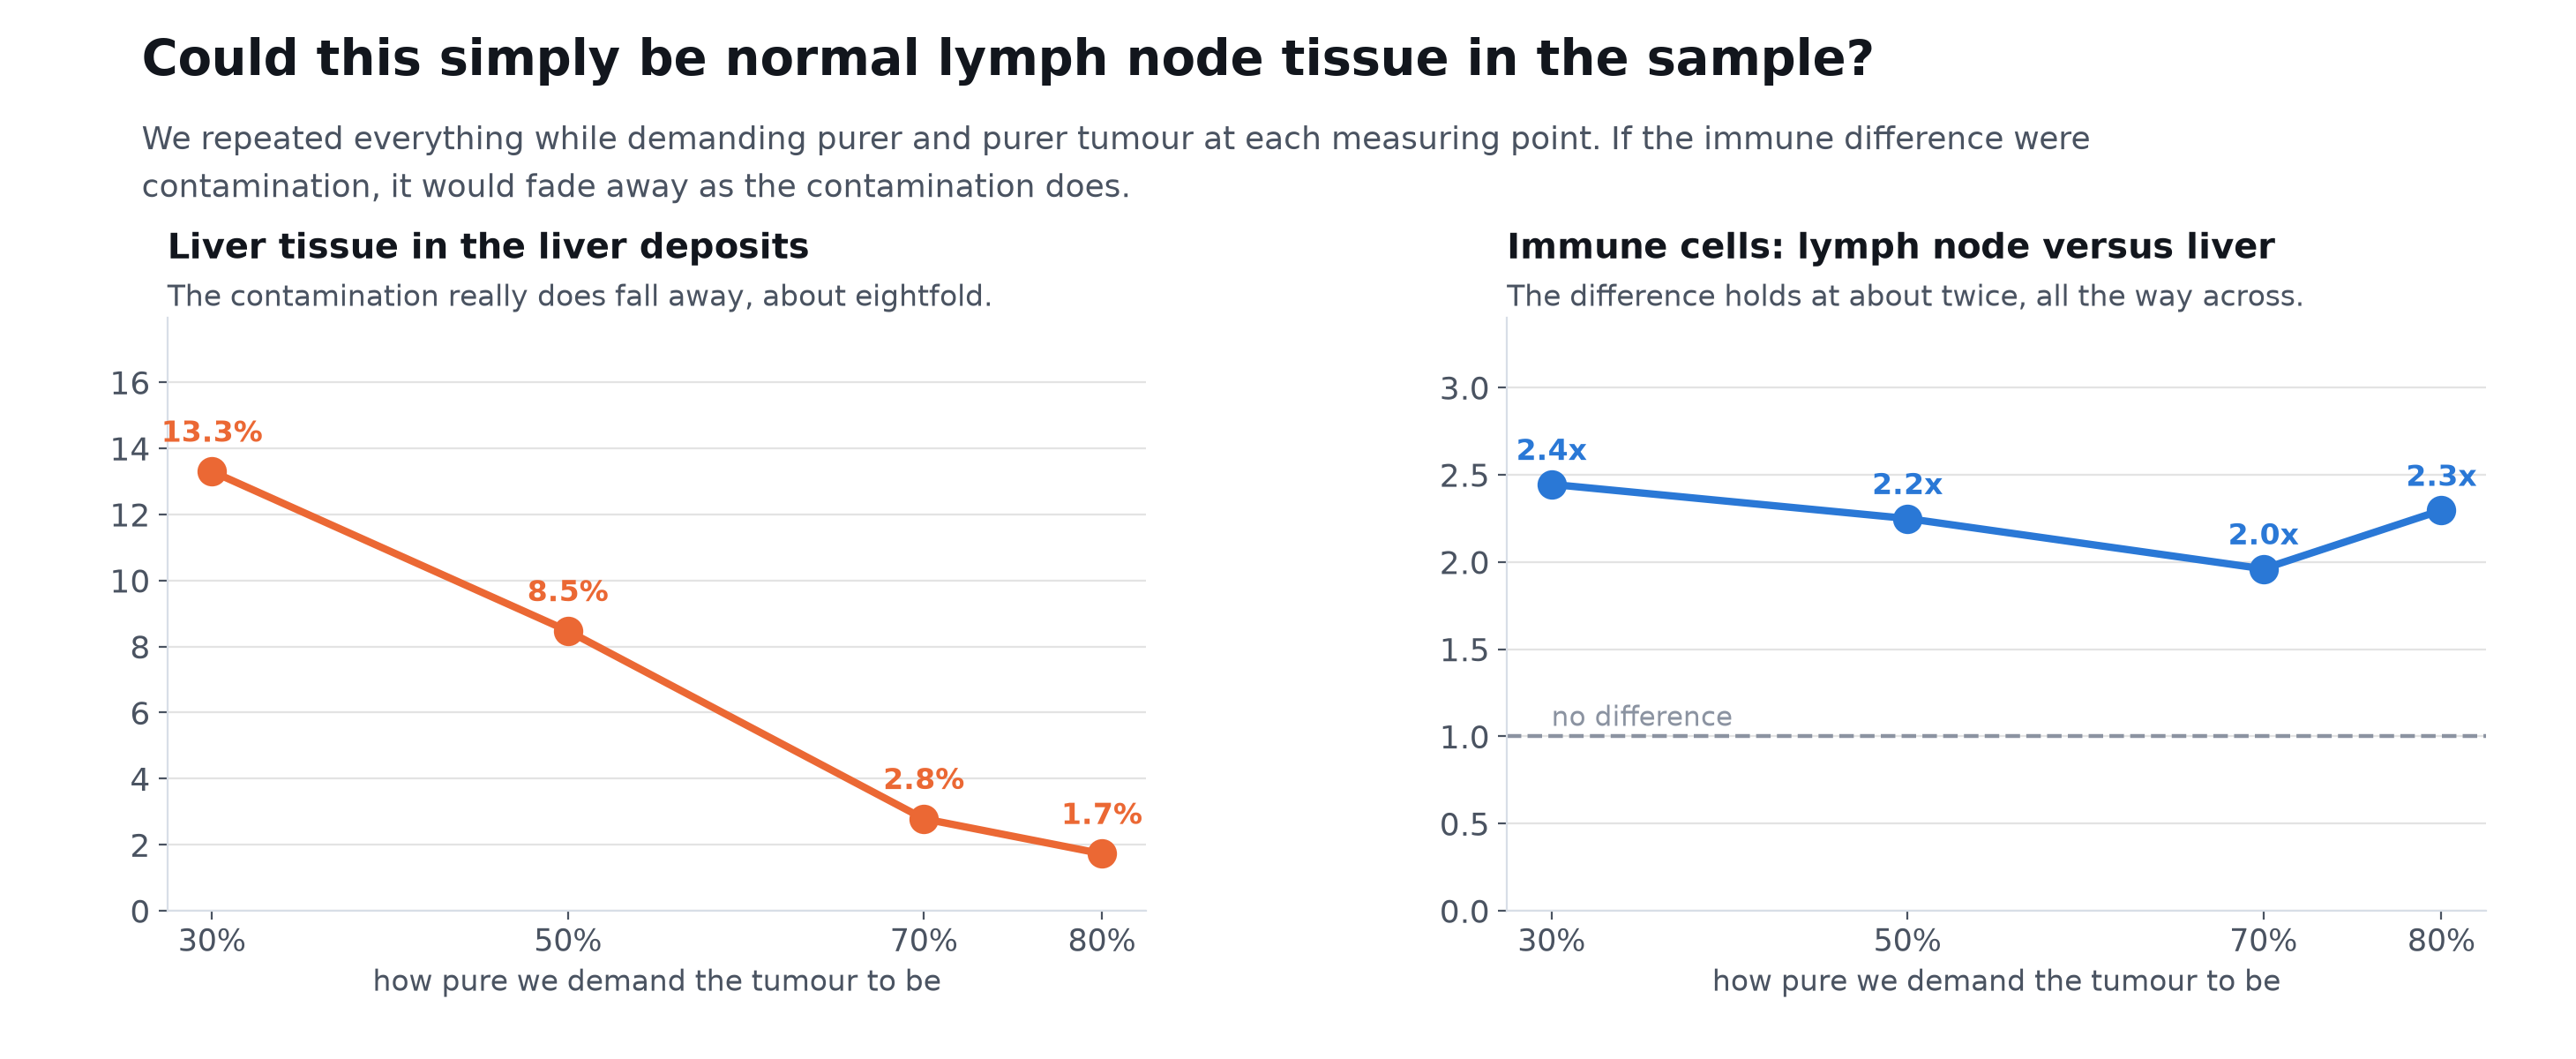 Could this simply be normal lymph node tissue in the sample?
We repeated everything while demanding purer and purer tumour at each measuring point. If the immune difference were
contamination, it would fade away as the contamination does.
Liver tissue in the liver deposits
The contamination really does fall away, about eightfold.
16
14
12
10
8
6
4
2
0
13.3%
8.5%
2.8%
1.7%
30%
50%
70%
80%
how pure we demand the tumour to be
Immune cells: lymph node versus liver
The difference holds at about twice, all the way across.
3.0
2.5
2.0
1.5
1.0
0.5
0.0
2.4x
2.2x
2.0x
2.3x
no difference
30%
50%
70%
80%
how pure we demand the tumour to be